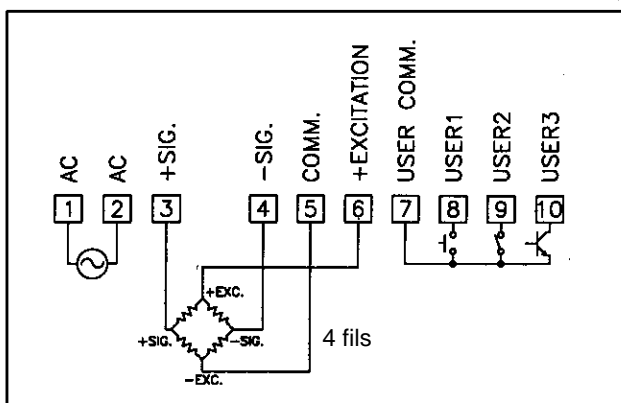 AC
AC
+SIG.
-SIG.
COMM.
+EXCITATION
USER COMM.
USER1
USER2
USER3
1
2
3
4
5
6
7
8
9
10
+EXC.
+SIG.
-SIG.
4 fils
-EXC.